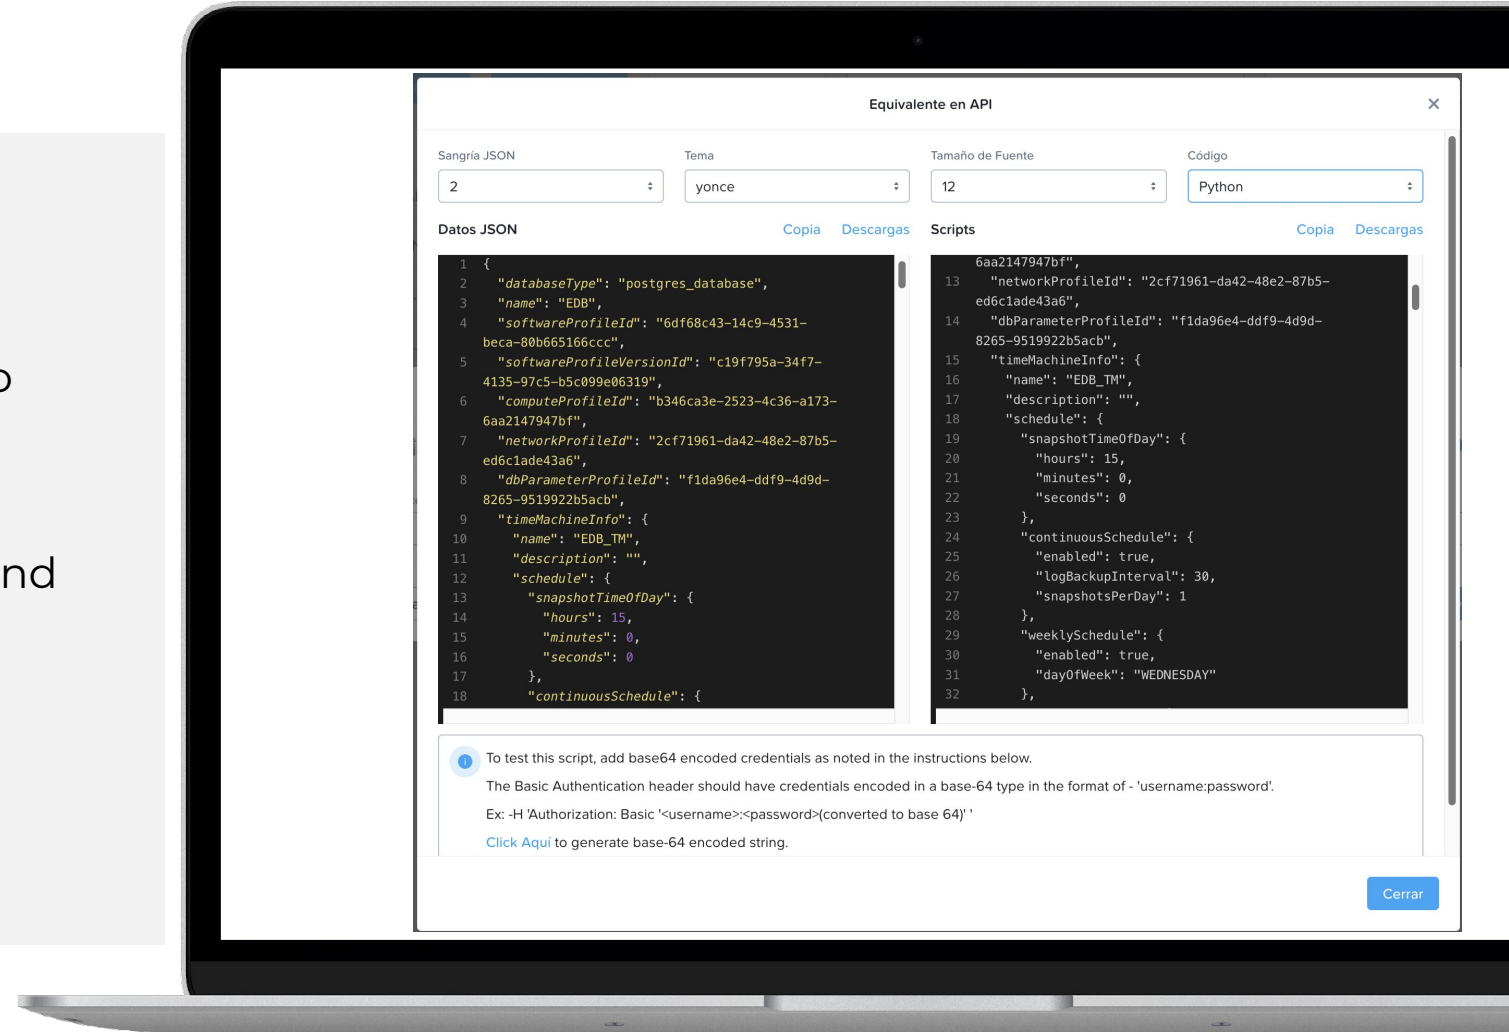 nd
Equivalente en API
Sangría JSON
Tema
Tamaño de Fuente
Código
2
yonce
12
Python
Datos JSON
Copia
Descargas
Scripts
Copia
Descargas
1 {
2 "databaseType": "postgres_database",
3 "name": "EDB",
4 "softwareProfileId": "6df68c43-14c9-4531-
beca-80b665166ccc",
5 "softwareProfileVersionId": "c19f795a-34f7-
4135-97c5-b5c099e06319",
6 "computeProfileId": "b346ca3e-2523-4c36-a173-
6aa2147947bf",
7 "networkProfileId": "2cf71961-da42-48e2-87b5-
ed6c1ade43a6",
8 "dbParameterProfileId": "f1da96e4-ddf9-4d9d-
8265-9519922b5acb",
9 "timeMachineInfo": {
10 "name": "EDB_TM",
11 "description": "",
12 "schedule": {
13 "snapshotTimeOfDay": {
14 "hours": 15,
15 "minutes": 0,
16 "seconds": 0
17 },
18 "continuousSchedule": {
6aa2147947bf",
13 "networkProfileId": "2cf71961-da42-48e2-87b5-
ed6c1ade43a6",
14 "dbParameterProfileId": "f1da96e4-ddf9-4d9d-
8265-9519922b5acb",
15 "timeMachineInfo": {
16 "name": "EDB_TM",
17 "description": "",
18 "schedule": {
19 "snapshotTimeOfDay": {
20 "hours": 15,
21 "minutes": 0,
22 "seconds": 0
23 },
24 "continuousSchedule": {
25 "enabled": true,
26 "logBackupInterval": 30,
27 "snapshotsPerDay": 1
28 },
29 "weeklySchedule": {
30 "enabled": true,
31 "dayOfWeek": "WEDNESDAY"
32 },
To test this script, add base64 encoded credentials as noted in the instructions below.
The Basic Authentication header should have credentials encoded in a base-64 type in the format of - 'username:password'.
Ex: -H 'Authorization: Basic '<username>:<password>(converted to base 64)' '
Click Aquí to generate base-64 encoded string.
Cerrar